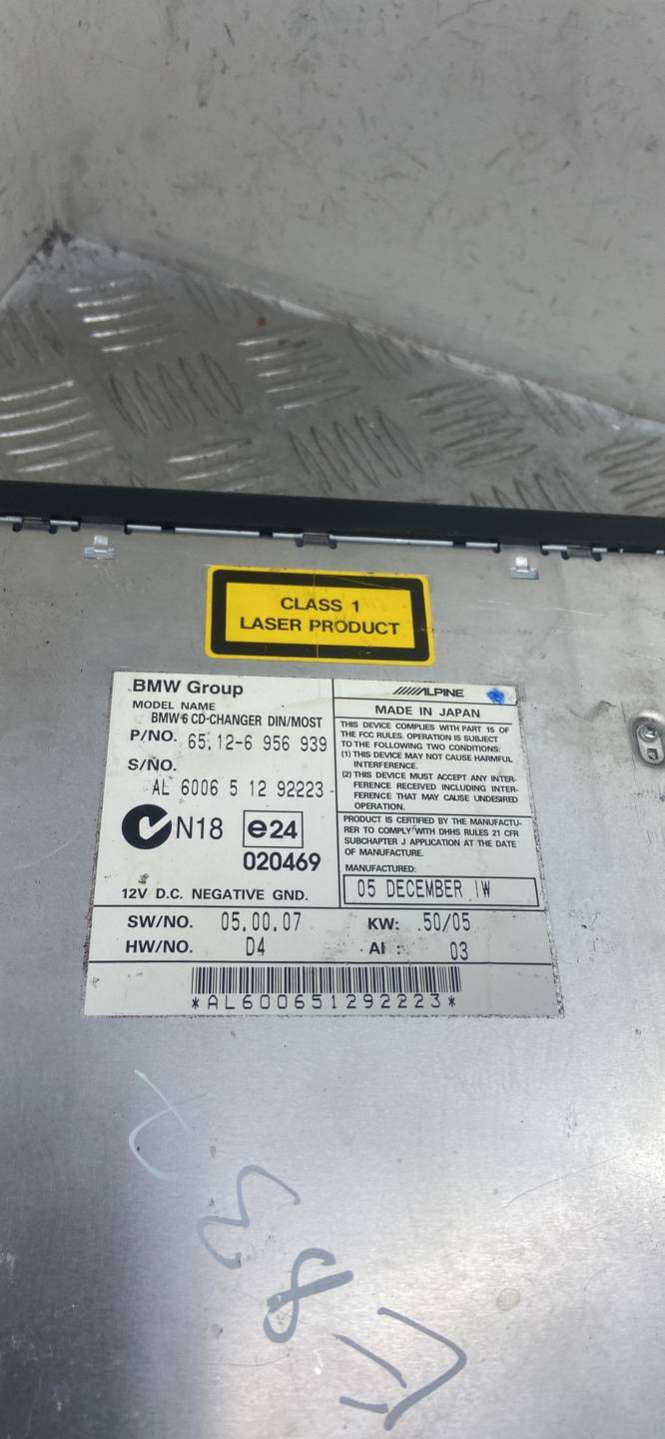 CLASS 1
LASER PRODUCT
BMW Group
MODEL NAME
BMW 6 CD-CHANGER DIN/MOST
P/NO. 65.12-6 956 939
S/NO.
AL 6006 5 12 92223
N18 e24
020469
12V D.C. NEGATIVE GND.
ALPINE
MADE IN JAPAN
THIS DEVICE COMPLIES WITH PART 15 OF
THE FCC RULES. OPERATION IS SUBJECT
TO THE FOLLOWING TWO CONDITIONS:
(1) THIS DEVICE MAY NOT CAUSE HARMFUL
INTERFERENCE.
(2) THIS DEVICE MUST ACCEPT ANY INTER-
FERENCE RECEIVED INCLUDING INTER-
FERENCE THAT MAY CAUSE UNDESIRED
OPERATION.
PRODUCT IS CERTIFIED BY THE MANUFACTU-
RER TO COMPLY WITH DHHS RULES 21 CFR
SUBCHAPTER J APPLICATION AT THE DATE
OF MANUFACTURE.
MANUFACTURED:
05 DECEMBER IW
SW/NO. 05.00.07 KW: 50/05
HW/NO. D4 AI : 03
*AL600651292223*